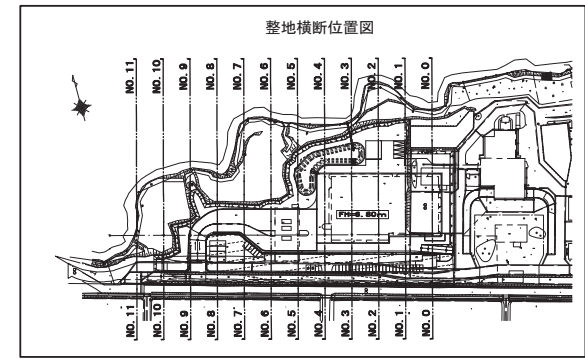 整地横断位置図
NO. 11
NO. 10
NO. 9
NO. 8
NO. 7
NO. 6
NO. 5
NO. 4
NO. 3
NO. 2
NO. 1
NO. 0
FH=6. 80m
NO. 11
NO. 10
NO. 9
NO. 8
NO. 7
NO. 6
NO. 5
NO. 4
NO. 3
NO. 2
NO. 1
NO. 0